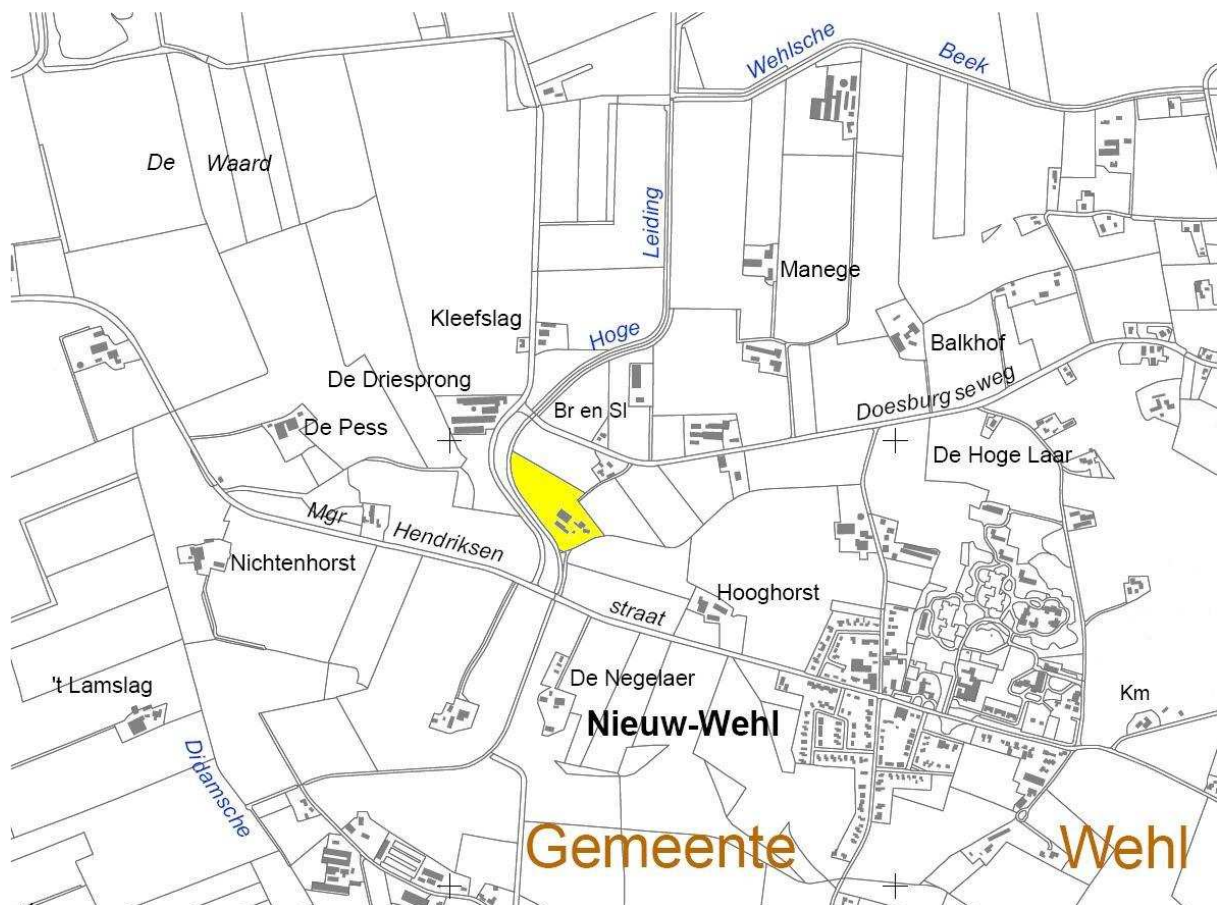 Wehlsche Beek
De Waard
Leiding
Manege
Kleefslag
Hoge
Balkhof
De Driesprong
Br en Sl
Doesburgseweg
De Pess
De Hoge Laar
Mgr Hendriksen straat
Nichtenhorst
Hooghorst
't Lamslag
De Negelaer
Km
Nieuw-Wehl
Didamsche
Gemeente Wehl